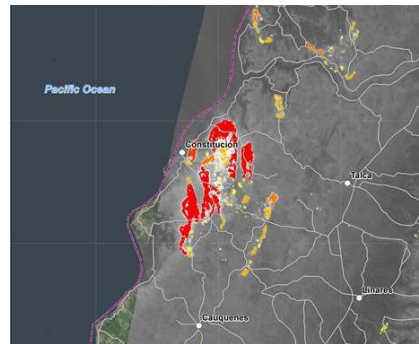 Pacific Ocean
Constitución
Talca
Linares
Cauquenes